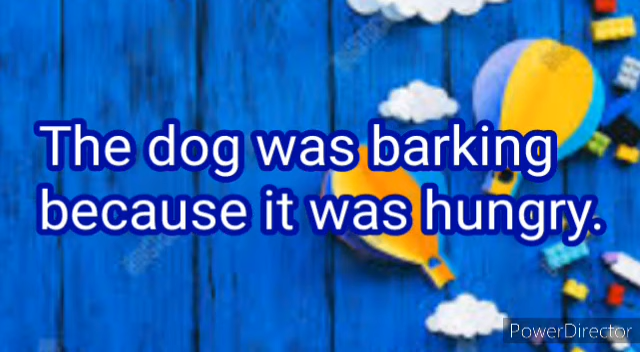 The dog was barking
because it was hungry.
PowerDirector